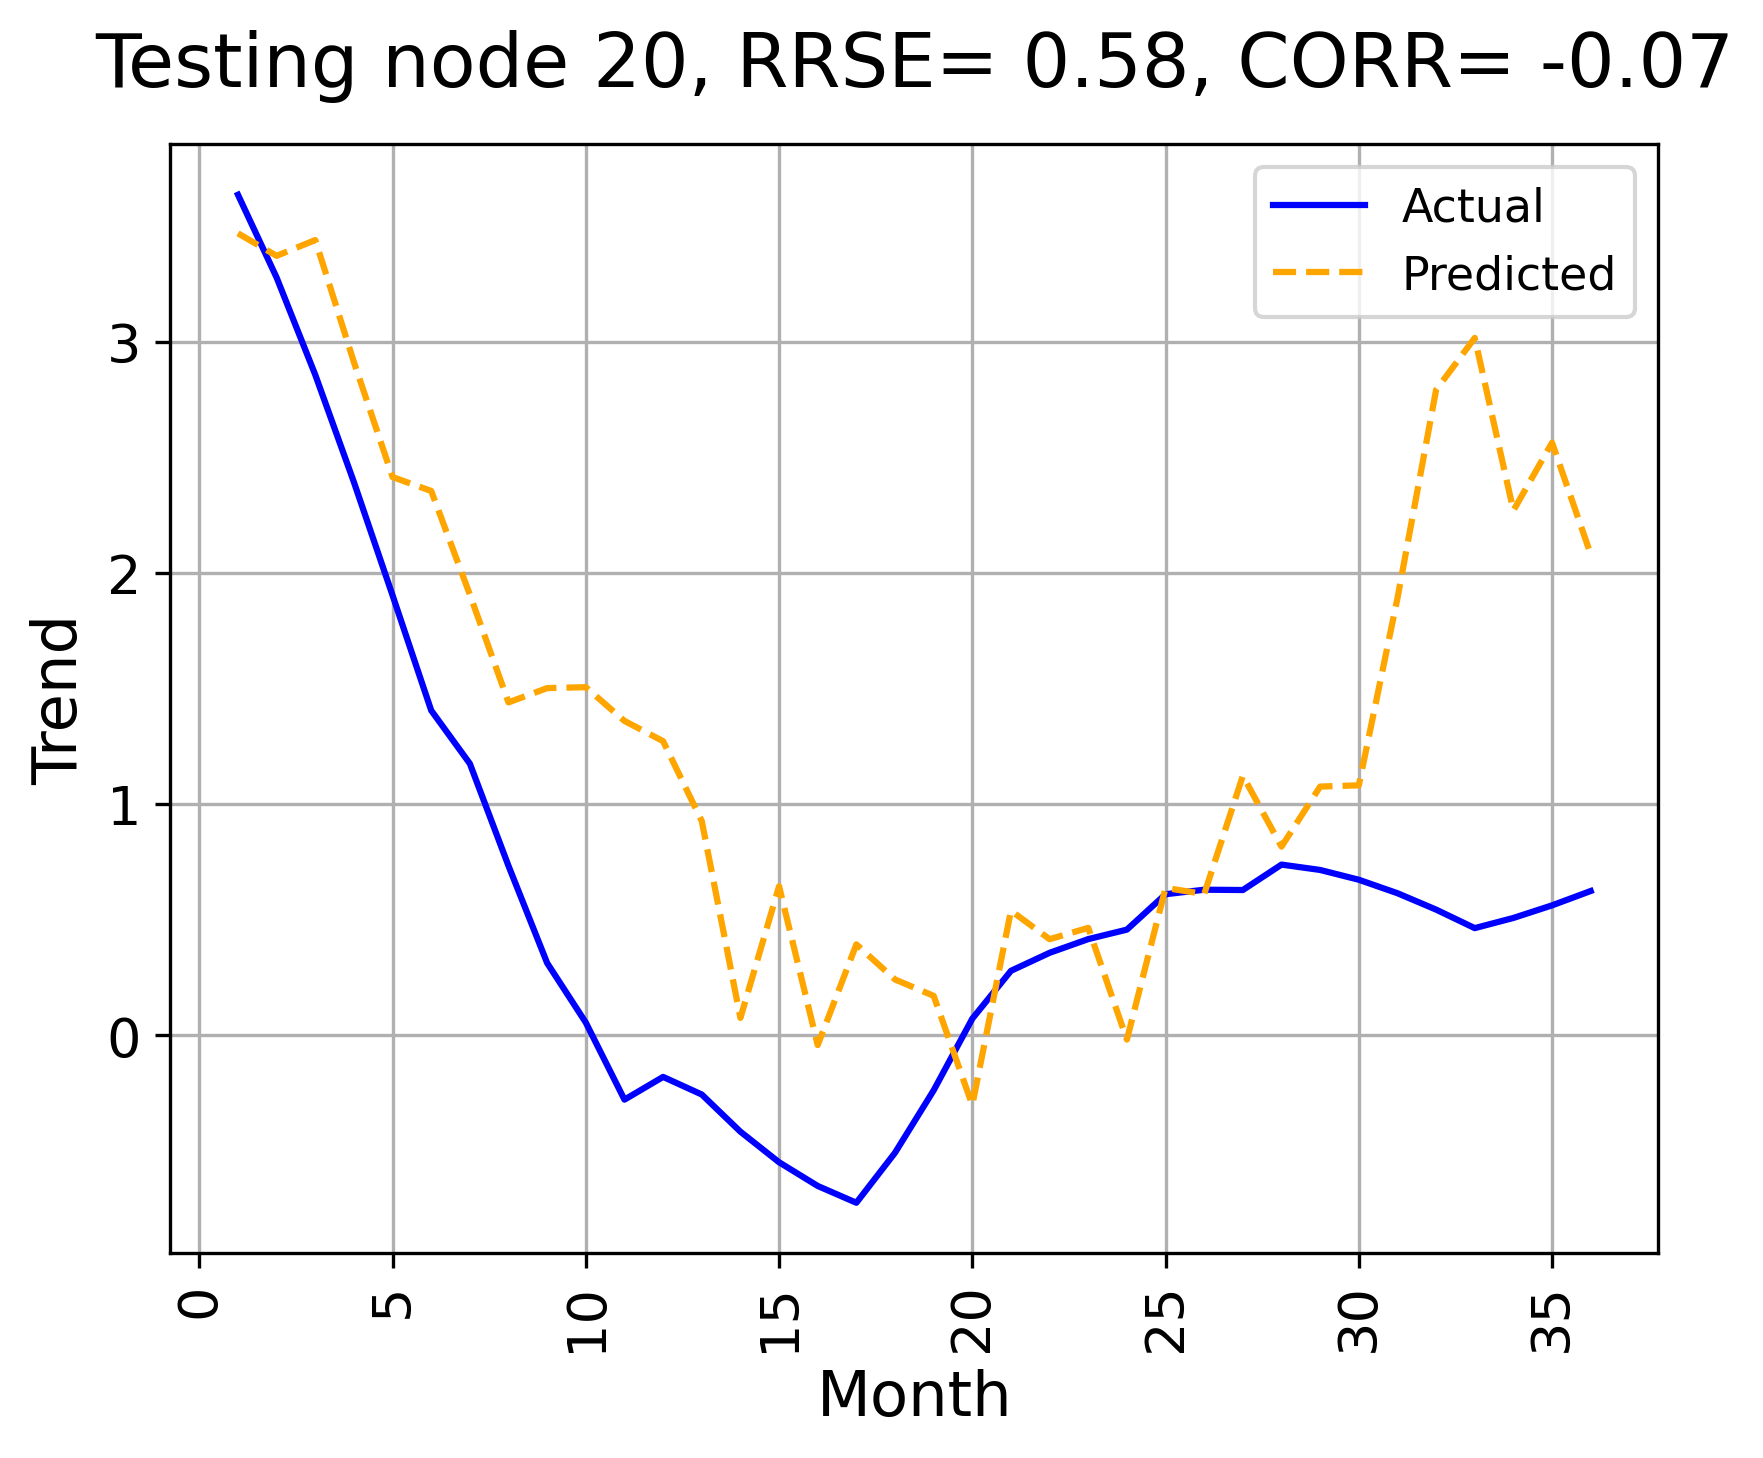 Testing node 20, RRSE= 0.58, CORR= -0.07
Actual
Predicted
Trend
3
2
1
0
0 5 10 15 20 25 30 35
Month